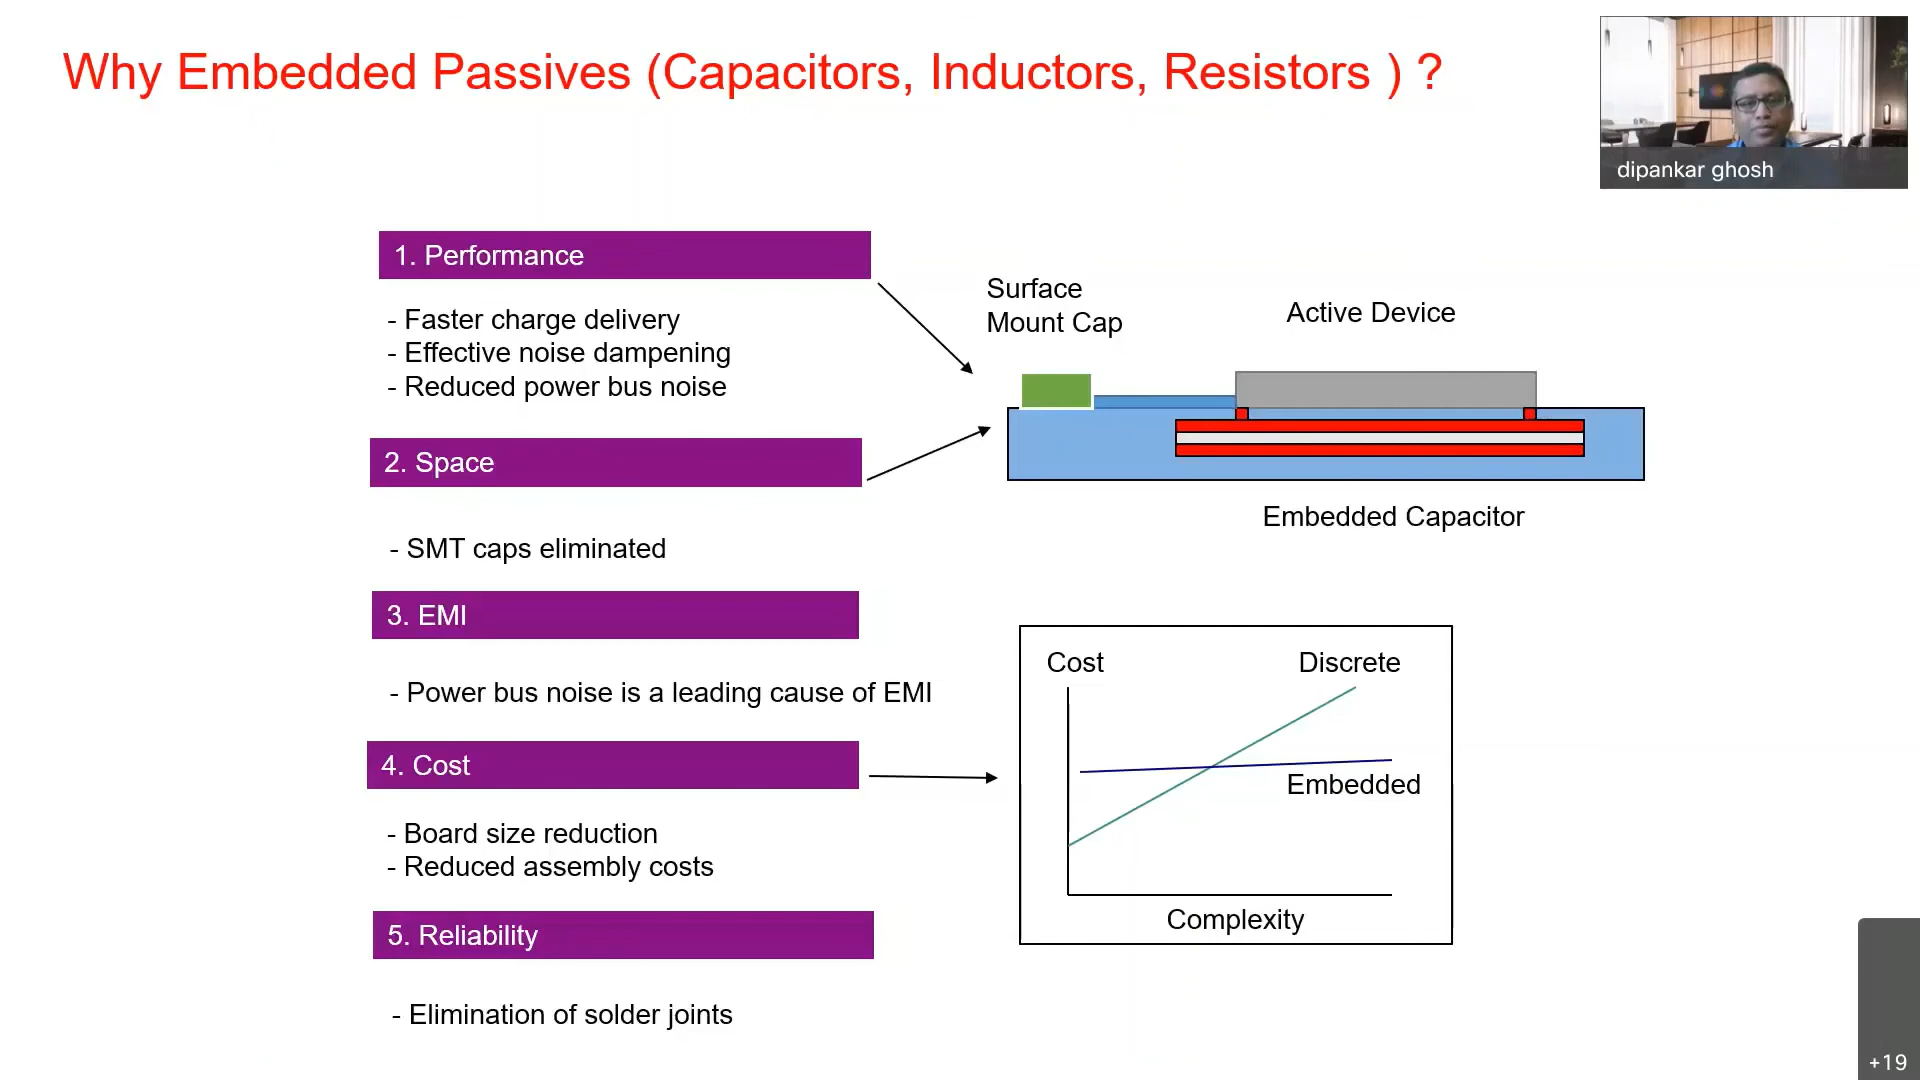 Why Embedded Passives (Capacitors, Inductors, Resistors ) ?
dipankar ghosh
1. Performance
- Faster charge delivery
- Effective noise dampening
- Reduced power bus noise
2. Space
- SMT caps eliminated
3. EMI
- Power bus noise is a leading cause of EMI
4. Cost
- Board size reduction
- Reduced assembly costs
5. Reliability
- Elimination of solder joints
Surface
Mount Cap
Active Device
Embedded Capacitor
Cost
Discrete
Embedded
Complexity
+19